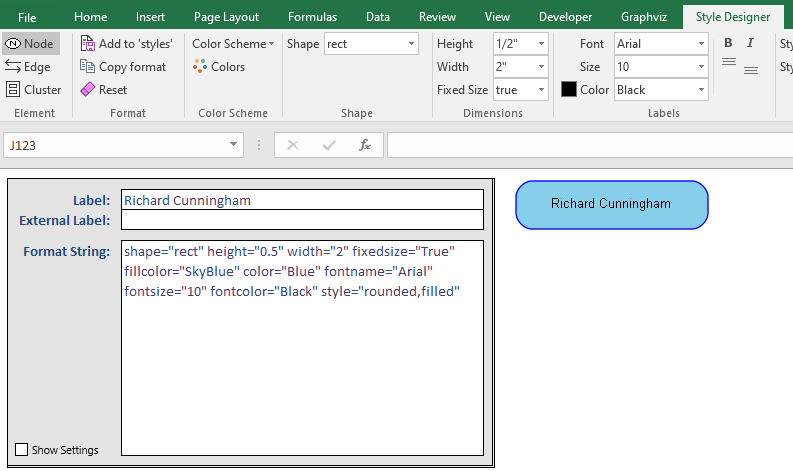 File Home Insert Page Layout Formulas Data Review View Developer Graphviz Style Designer
Node Add to 'styles' Color Scheme Shape rect Height 1/2" Font Arial B I Sty
Edge Copy format Colors Width 2" Size 10 Sty
Cluster Reset Fixed Size true Color Black
Element Format Color Scheme Shape Dimensions Labels
J123 fx
Label: Richard Cunningham
Richard Cunningham
External Label:
Format String: shape="rect" height="0.5" width="2" fixedsize="True"
fillcolor="SkyBlue" color="Blue" fontname="Arial"
fontsize="10" fontcolor="Black" style="rounded,filled"
Show Settings